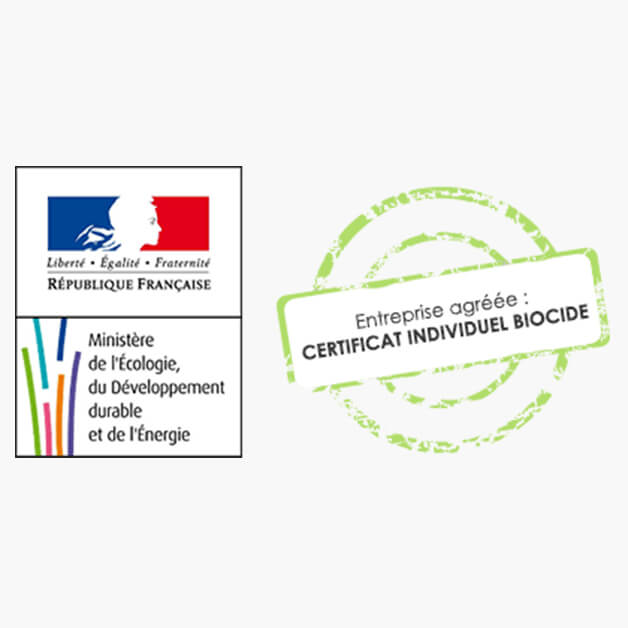 Liberté • Égalité • Fraternité
RÉPUBLIQUE FRANÇAISE
Ministère
de l'Écologie,
du Développement
durable
et de l'Énergie
Entreprise agréée :
CERTIFICAT INDIVIDUEL BIOCIDE